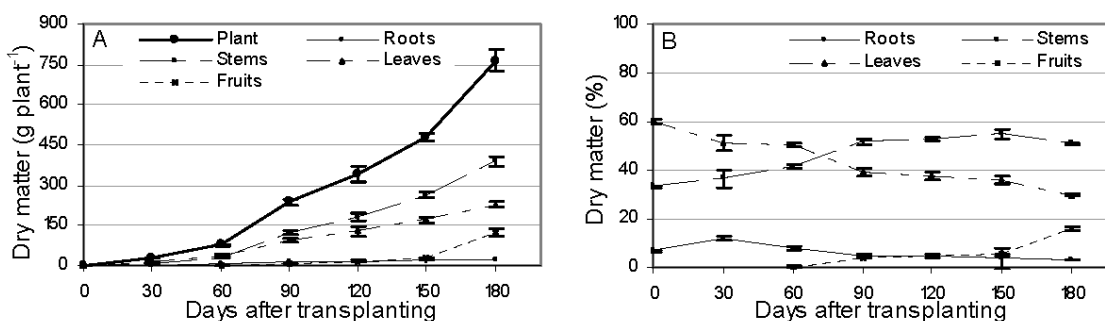 A
Plant
Roots
Stems
Leaves
Fruits
Dry matter (g plant⁻¹)
900
750
600
450
300
150
0
0 30 60 90 120 150 180
Days after transplanting
B
Roots
Stems
Leaves
Fruits
Dry matter (%)
100
80
60
40
20
0
0 30 60 90 120 150 180
Days after transplanting